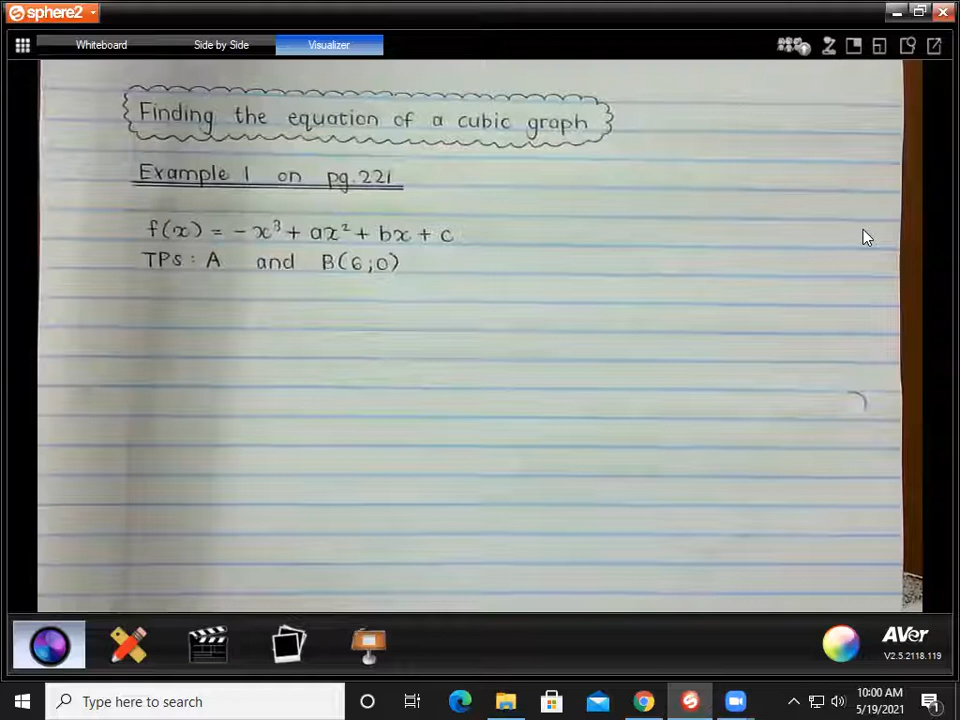 sphere2
Whiteboard
Side by Side
Visualizer
Finding the equation of a cubic graph
Example 1 on pg.221
f(x) = -x³ + ax² + bx + c
TPs : A and B(6;0)
AVer
V2.5.2118.119
Type here to search
10:00 AM
5/19/2021
1